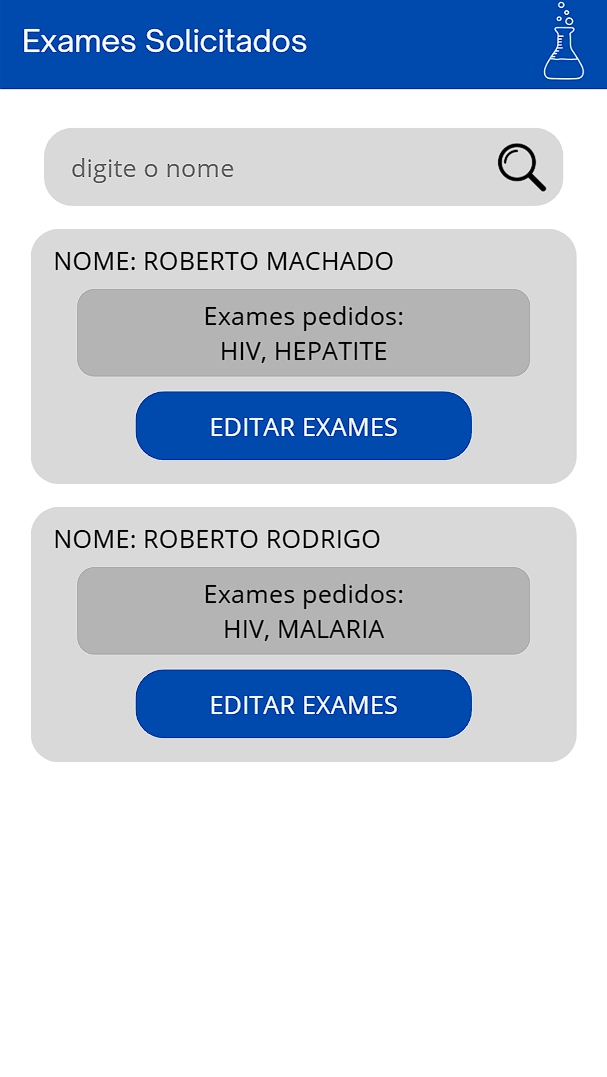 Exames Solicitados
digite o nome
NOME: ROBERTO MACHADO
Exames pedidos:
HIV, HEPATITE
EDITAR EXAMES
NOME: ROBERTO RODRIGO
Exames pedidos:
HIV, MALARIA
EDITAR EXAMES